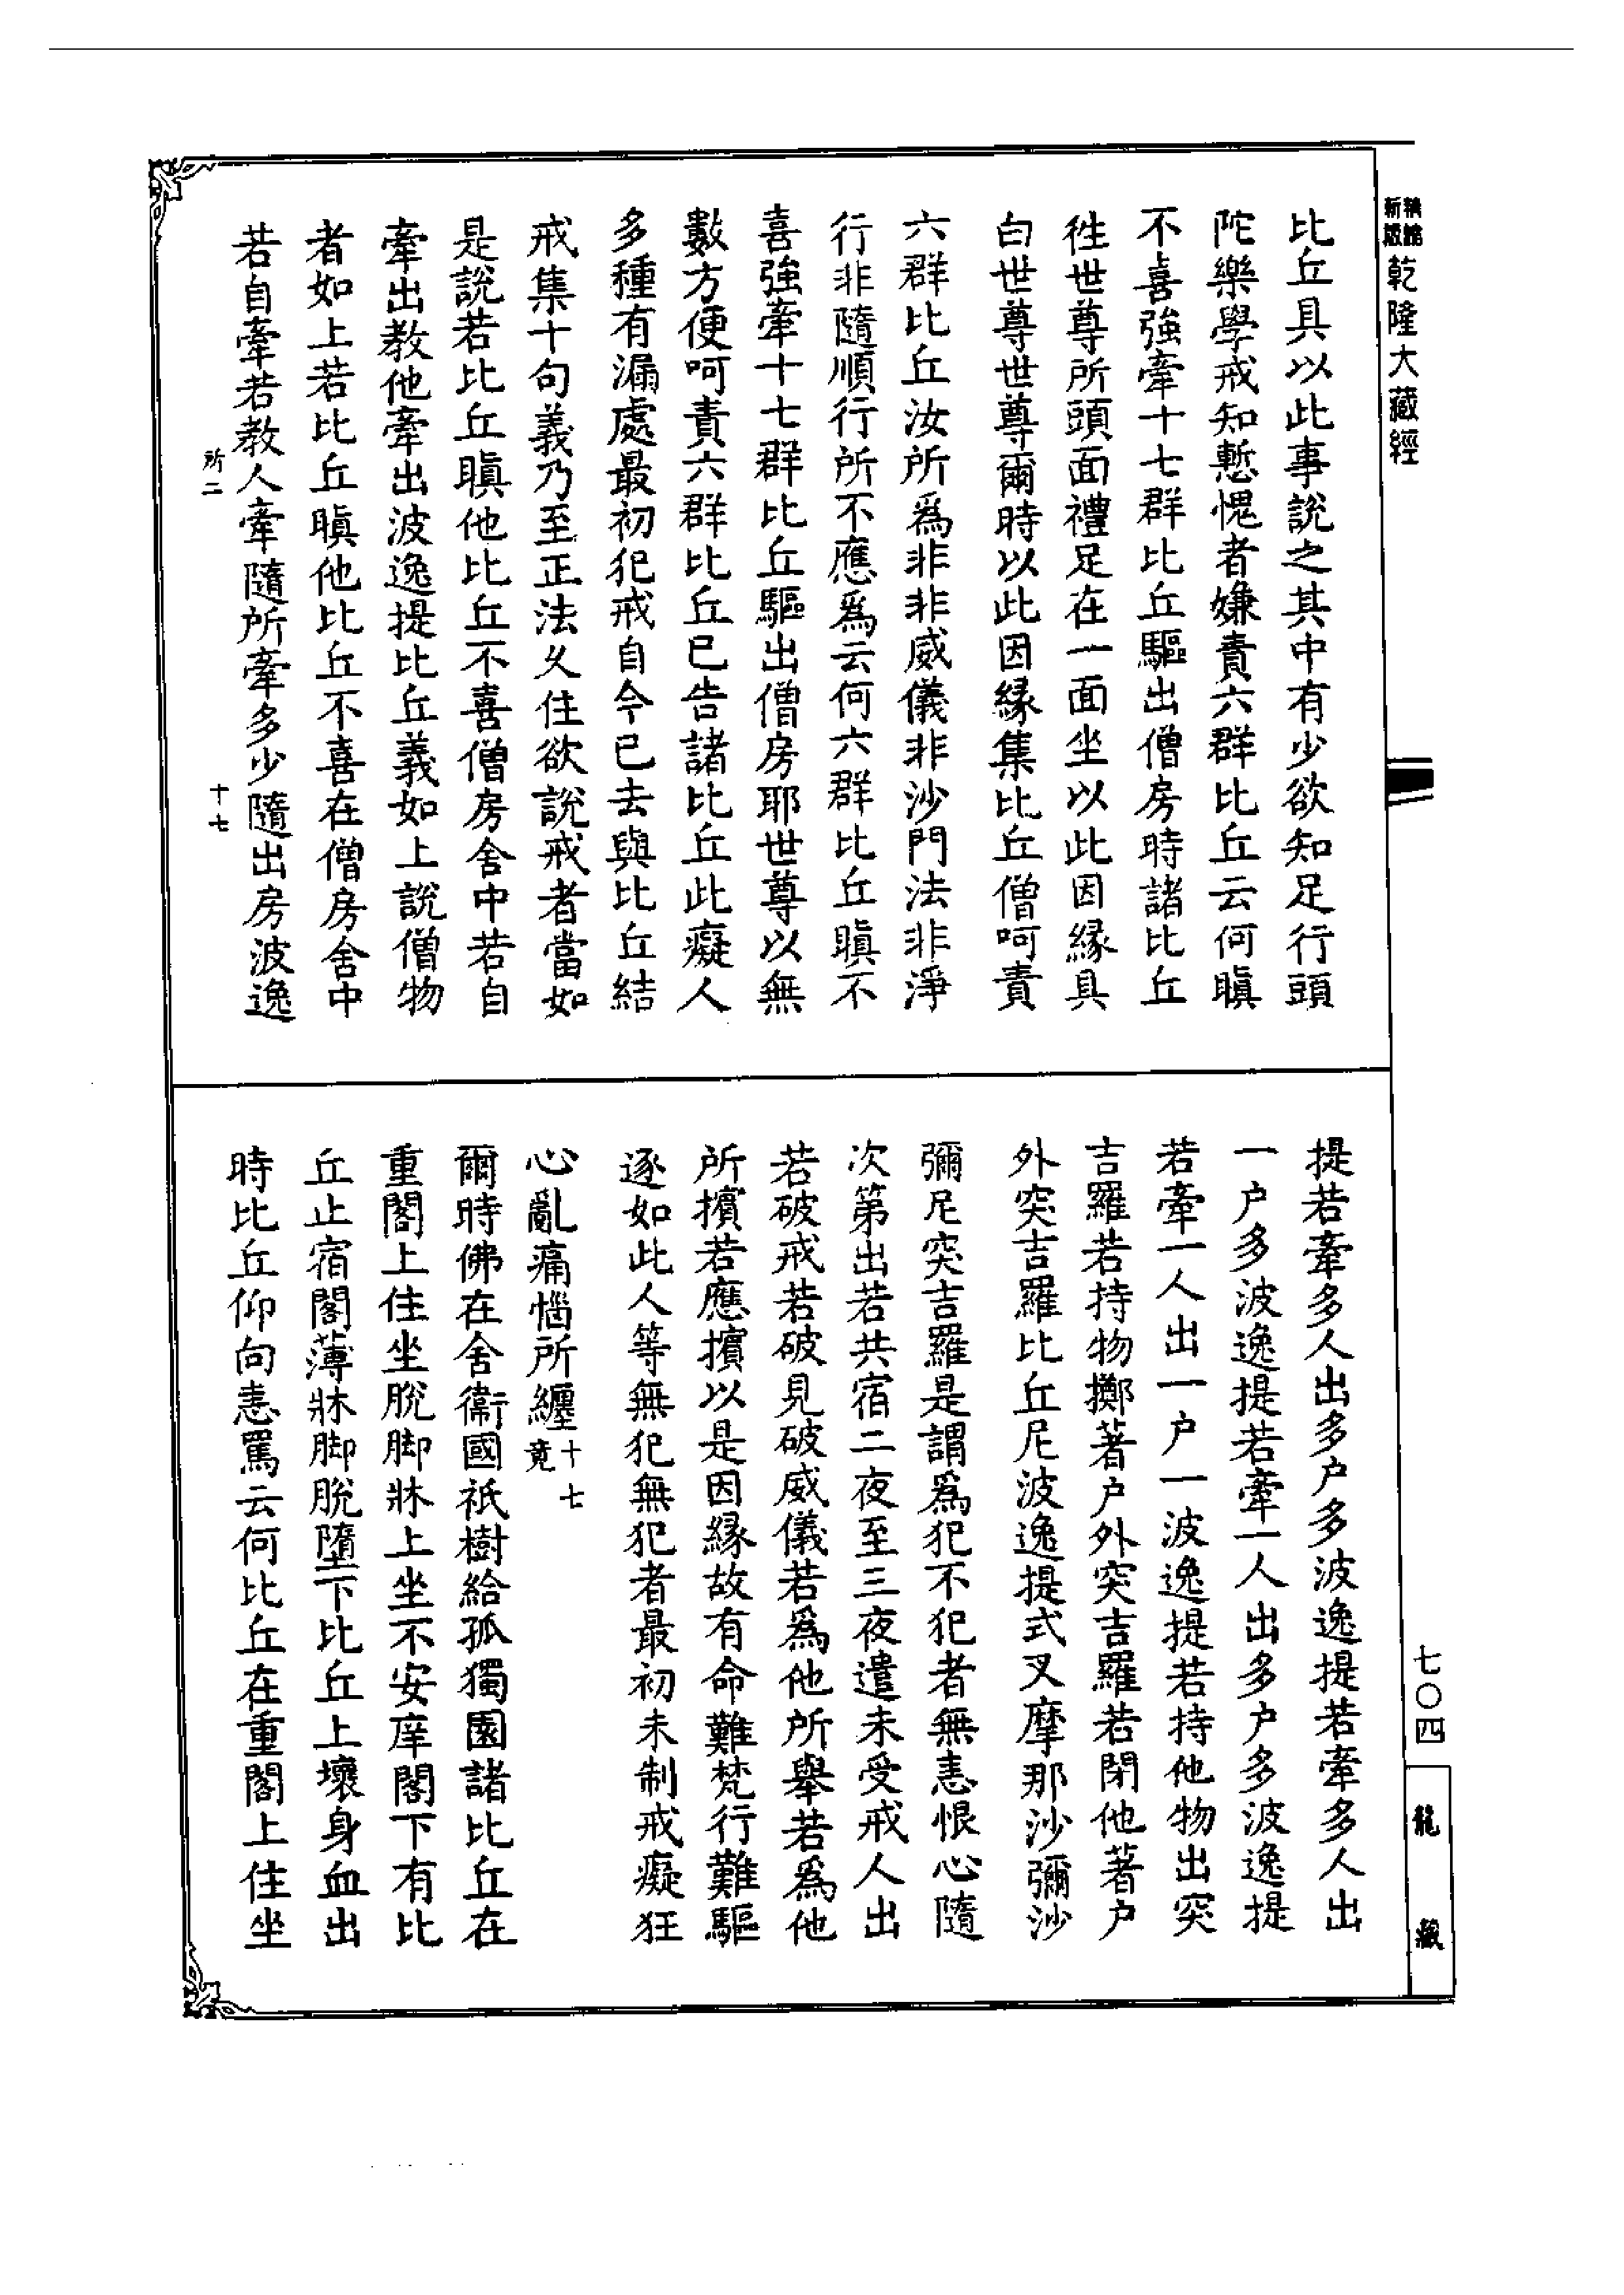 新編縮版乾隆大藏經
比丘具以此事說之其中有少欲知足行頭
陀樂學戒知慙愧者嫌責六群比丘云何瞋
不喜強牽十七群比丘驅出僧房時諸比丘
徃世尊所頭面禮足在一面坐以此因緣具
白世尊世尊爾時以此因緣集比丘僧呵責
六群比丘汝所爲非非威儀非沙門法非淨
行非隨順行所不應爲云何六群比丘瞋不
喜強牽十七群比丘驅出僧房耶世尊以無
數方便呵責六群比丘已告諸比丘此癡人
多種有漏處最初犯戒自今已去與比丘結
戒集十句義乃至正法久住欲說戒者當如
是說若比丘瞋他比丘不喜僧房舍中若自
牽出教他牽出波逸提比丘義如上說僧物
者如上若比丘瞋他比丘不喜在僧房舍中
若自牽若教人牽隨所牽多少隨出房波逸
所二 十七
提若牽多人出多户多波逸提若牽多人出
一户多波逸提若牽一人出多户多波逸提
若牽一人出一户一波逸提若持他物出突
吉羅若持物擲著户外突吉羅若閉他著户
外突吉羅比丘尼波逸提式叉摩那沙彌沙
彌尼突吉羅是謂爲犯不犯者無恚恨心隨
次第出若共宿二夜至三夜遣未受戒人出
若破戒若破見破威儀若爲他所舉若爲他
所擯若應擯以是因緣故有命難梵行難驅
逐如此人等無犯無犯者最初未制戒癡狂
心亂痛惱所纏十七竟
爾時佛在舍衞國祇樹給孤獨園諸比丘在
重閣上住坐脫脚牀上坐不安庠閣下有比
丘止宿閣薄牀脚脫墮下比丘上壞身血出
時比丘仰向恚罵云何比丘在重閣上住坐
七〇四
龍藏